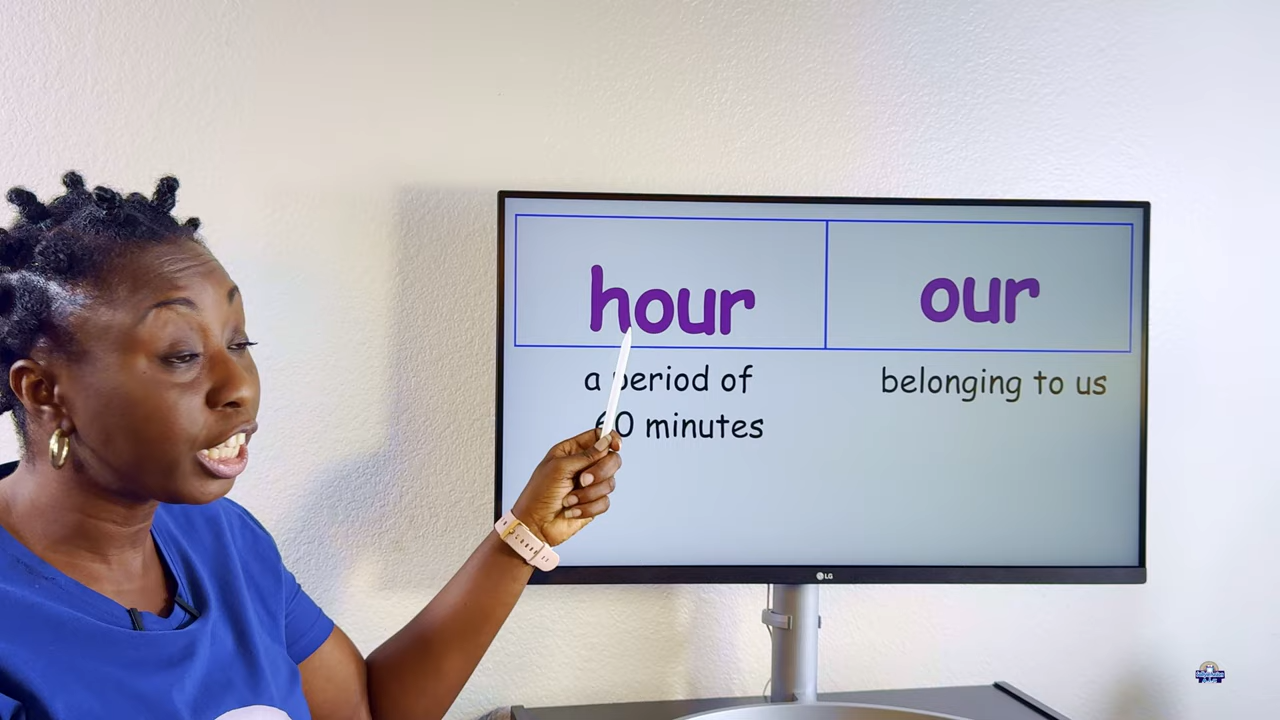 hour
our
a period of
60 minutes
belonging to us
LG